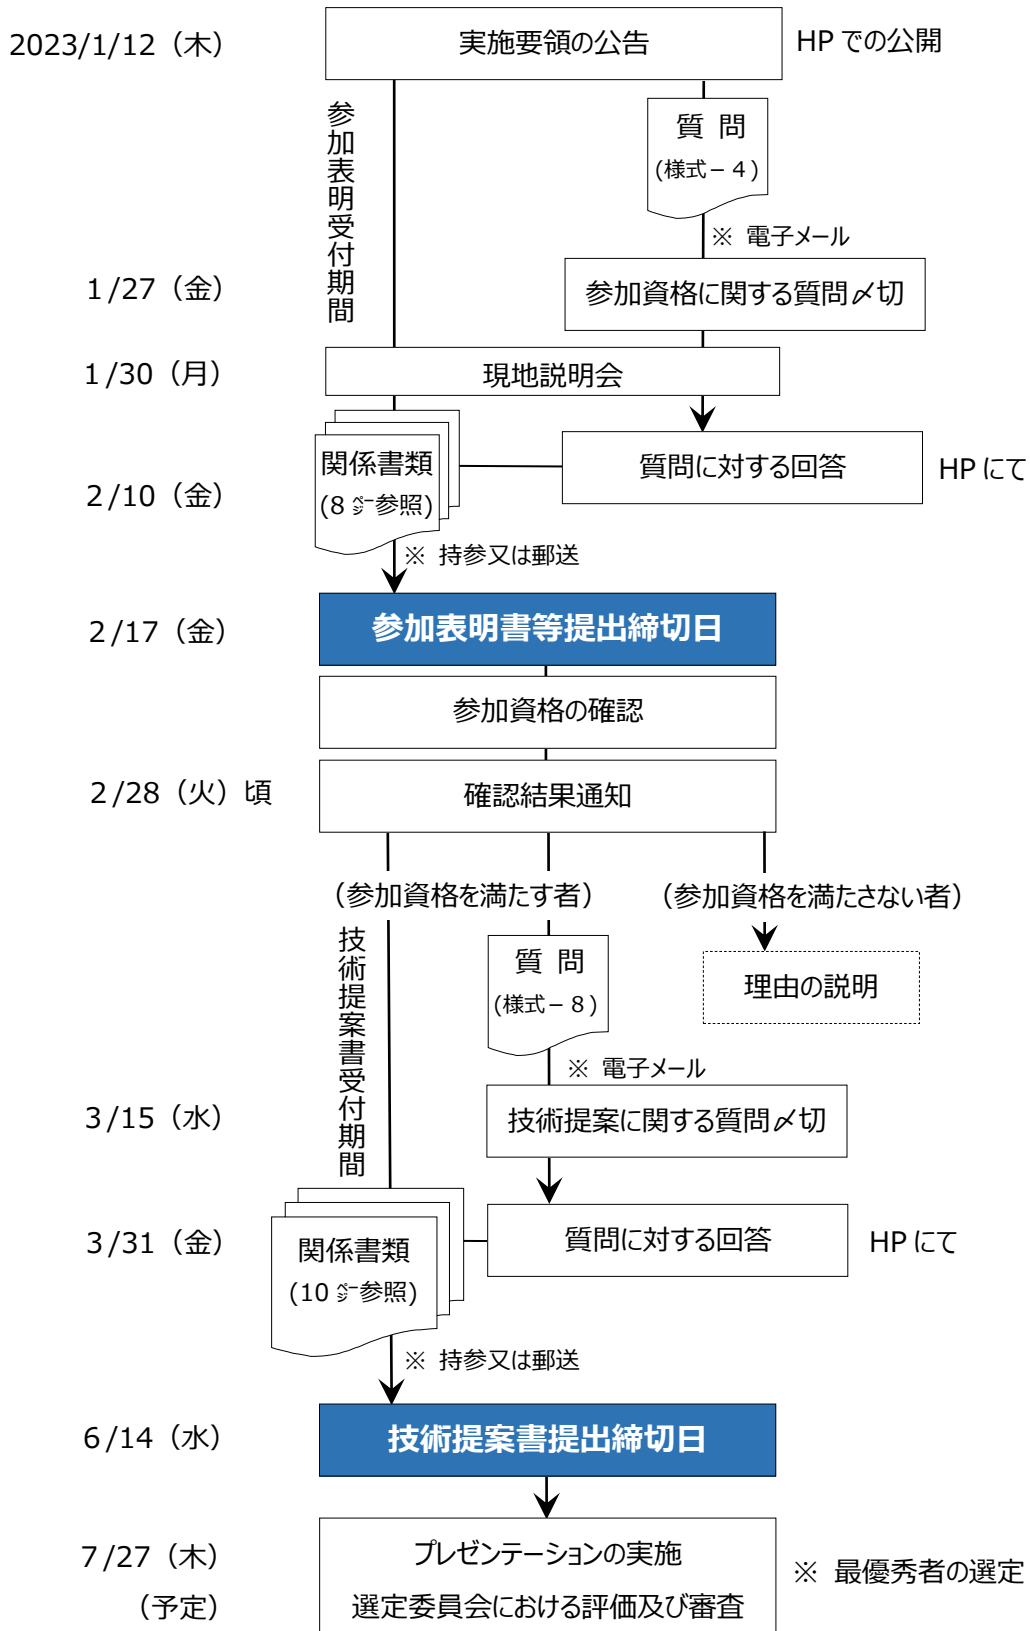 2023/1/12（木）
実施要領の公告
HPでの公開
参加表明受付期間
質 問
(様式－４)
※ 電子メール
1/27（金）
参加資格に関する質問〆切
1/30（月）
現地説明会
関係書類
(8㌻参照)
質問に対する回答
HPにて
2/10（金）
※ 持参又は郵送
2/17（金）
参加表明書等提出締切日
参加資格の確認
2/28（火）頃
確認結果通知
（参加資格を満たす者）
（参加資格を満たさない者）
技術提案書受付期間
質 問
(様式－８)
理由の説明
※ 電子メール
3/15（水）
技術提案に関する質問〆切
3/31（金）
関係書類
(10㌻参照)
質問に対する回答
HPにて
※ 持参又は郵送
6/14（水）
技術提案書提出締切日
7/27（木）
（予定）
プレゼンテーションの実施
選定委員会における評価及び審査
※ 最優秀者の選定